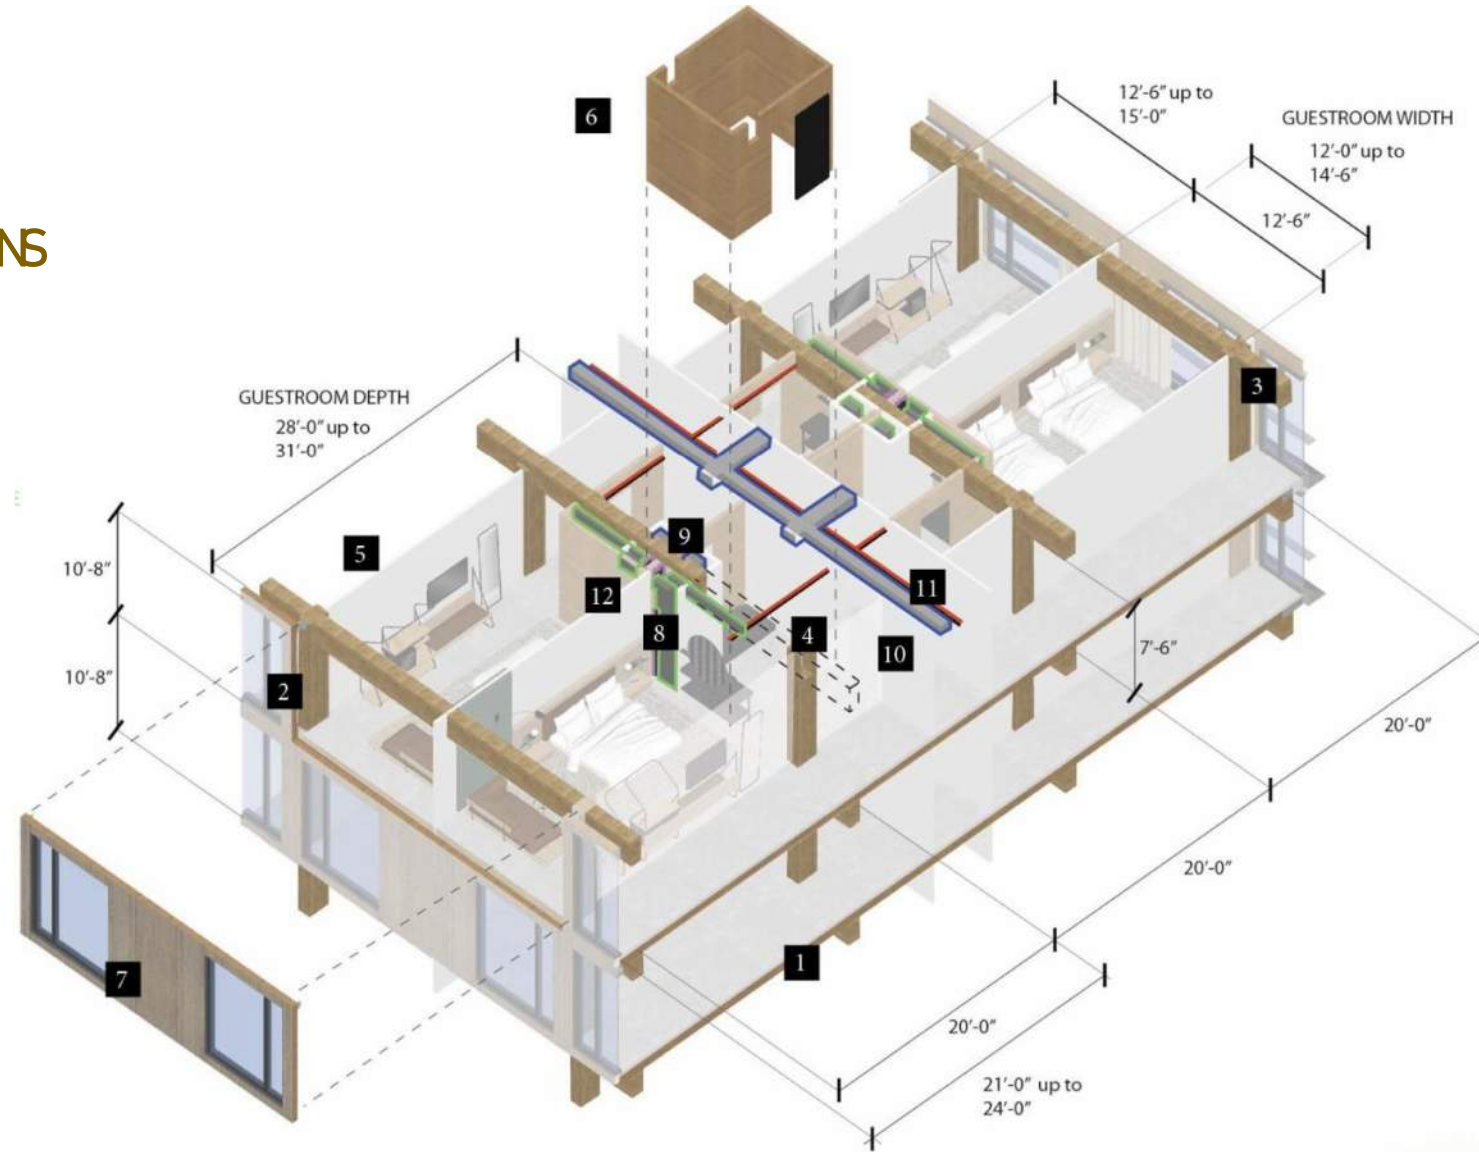 6
12'-6" up to
15'-0"
GUESTROOM WIDTH
12'-0" up to
14'-6"
12'-6"
NS
3
GUESTROOM DEPTH
28'-0" up to
31'-0"
E
5
9
10'-8"
12
11
8
4
10
7'-6"
10'-8"
2
20'-0"
20'-0"
7
1
20'-0"
21'-0" up to
24'-0"